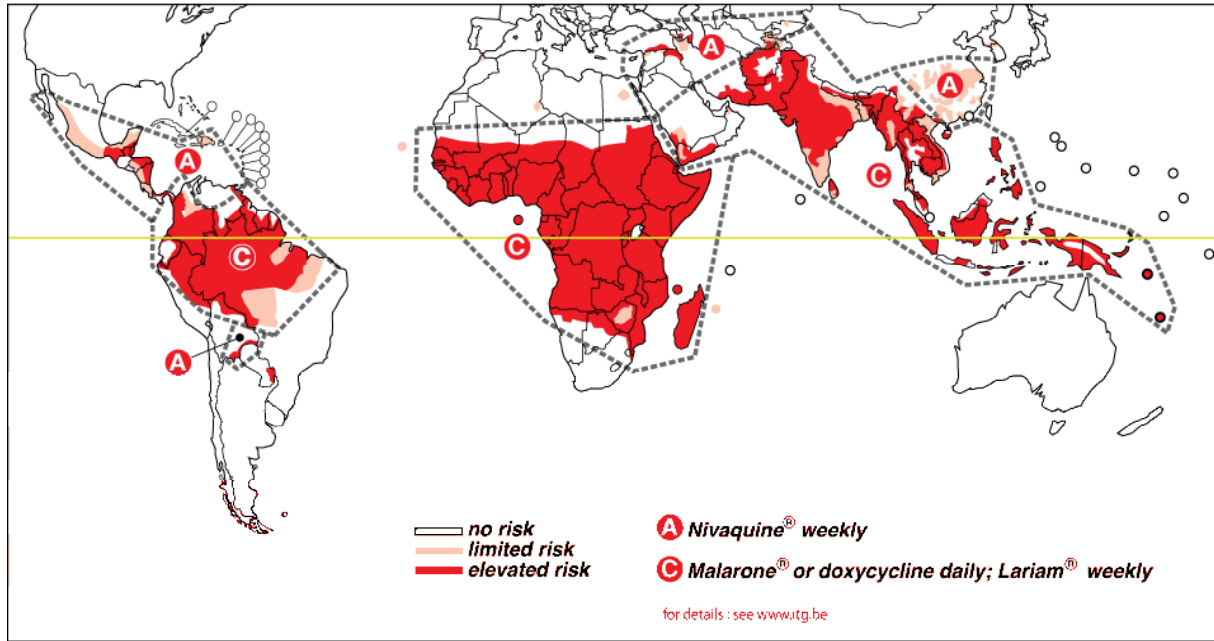 A
A
A
C
C
C
A
no risk
limited risk
elevated risk
A Nivaquine® weekly
C Malarone® or doxycycline daily; Lariam® weekly
for details : see www.itg.be